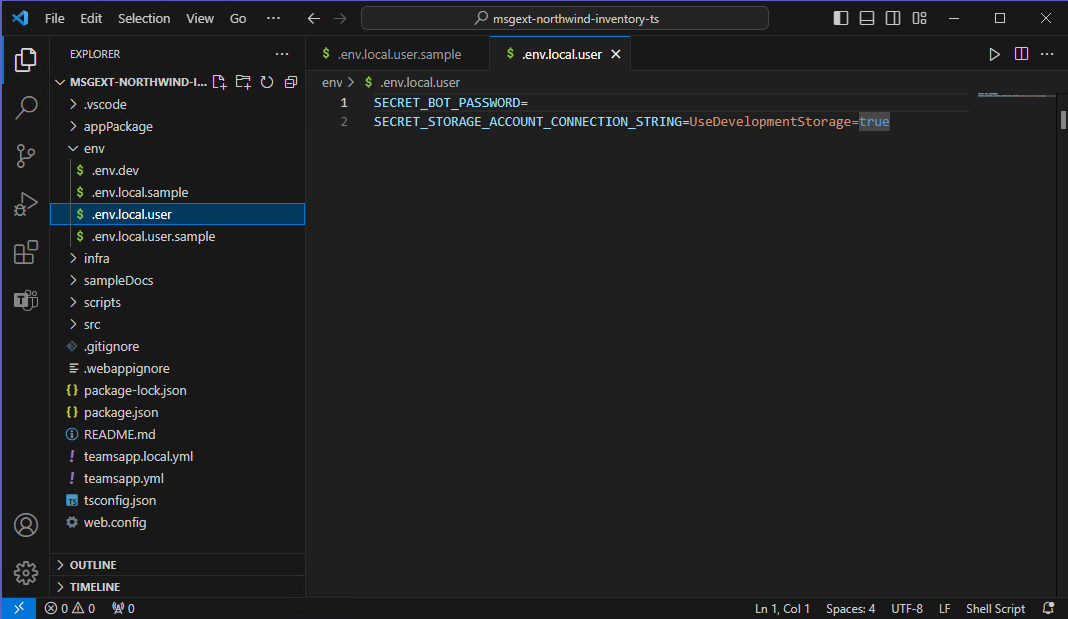 File Edit Selection View Go ··· msgext-northwind-inventory-ts
EXPLORER ···
MSGEXT-NORTHWIND-I...
.vscode
appPackage
env
$ .env.dev
$ .env.local.sample
$ .env.local.user
$ .env.local.user.sample
infra
sampleDocs
scripts
src
.gitignore
.webappignore
{} package-lock.json
{} package.json
README.md
! teamsapp.local.yml
! teamsapp.yml
TS tsconfig.json
web.config
OUTLINE
TIMELINE
$ .env.local.user.sample $ .env.local.user
env > $ .env.local.user
1 SECRET_BOT_PASSWORD=
2 SECRET_STORAGE_ACCOUNT_CONNECTION_STRING=UseDevelopmentStorage=true
0 0 0 Ln 1, Col 1 Spaces: 4 UTF-8 LF Shell Script